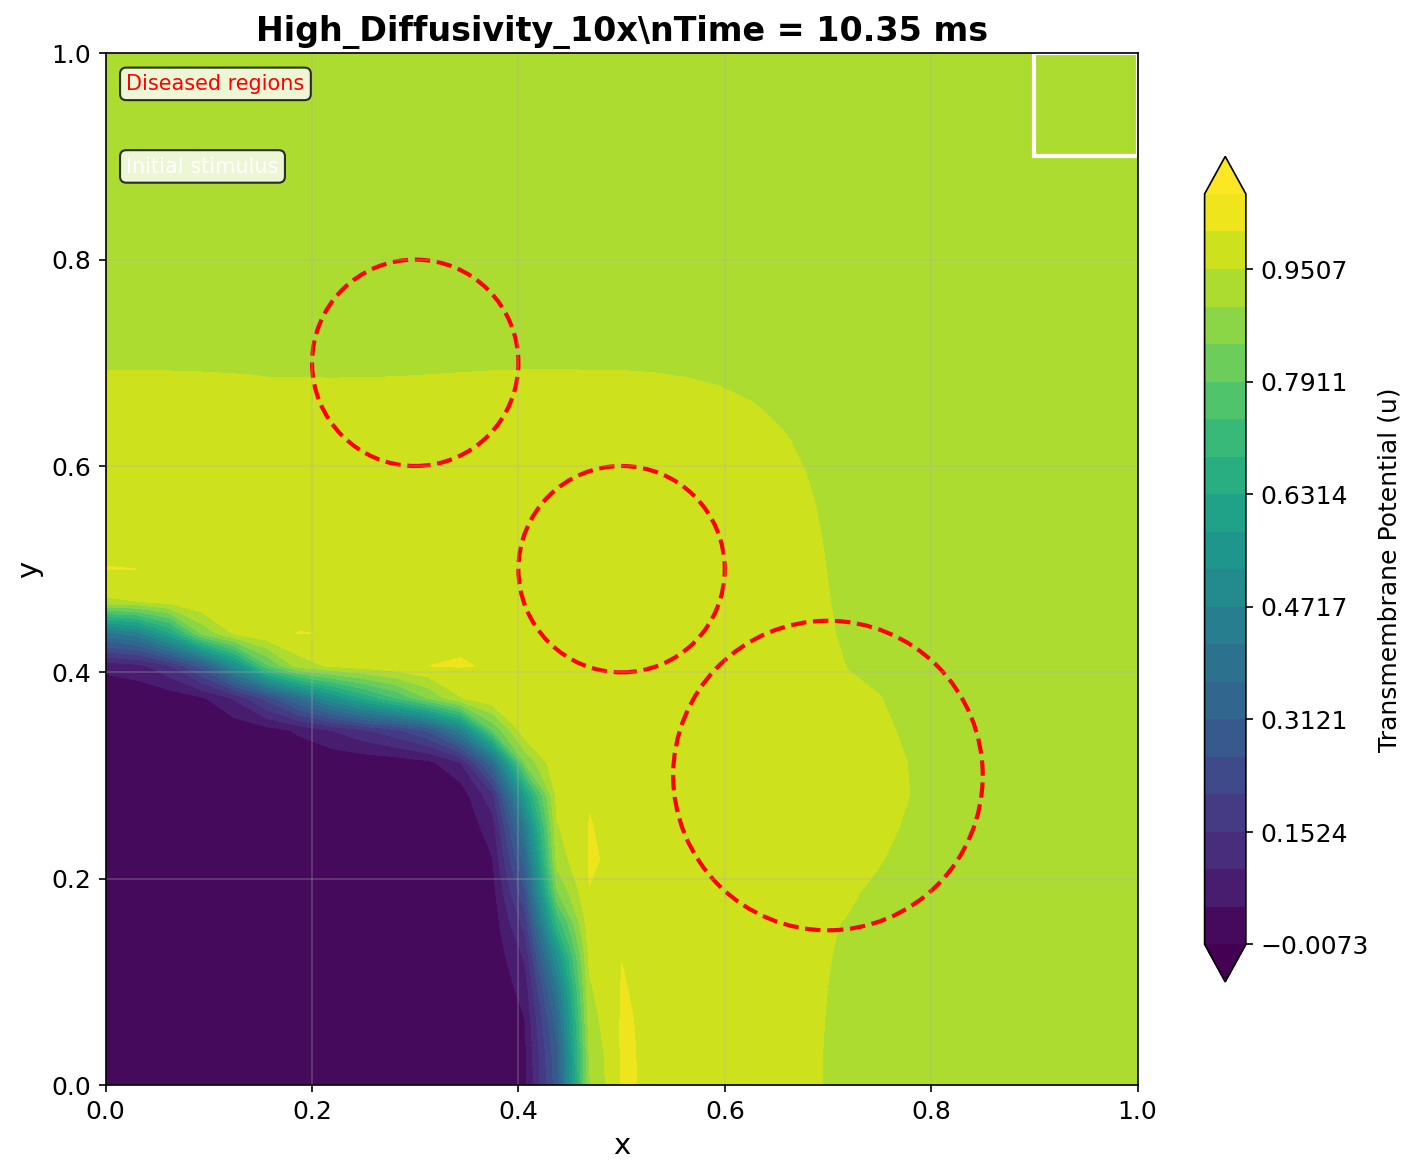 High_Diffusivity_10x\nTime = 10.35 ms
Diseased regions
Initial stimulus
1.0
0.8
0.6
0.4
0.2
0.0
y
0.0 0.2 0.4 0.6 0.8 1.0
x
0.9507
0.7911
0.6314
0.4717
0.3121
0.1524
−0.0073
Transmembrane Potential (u)